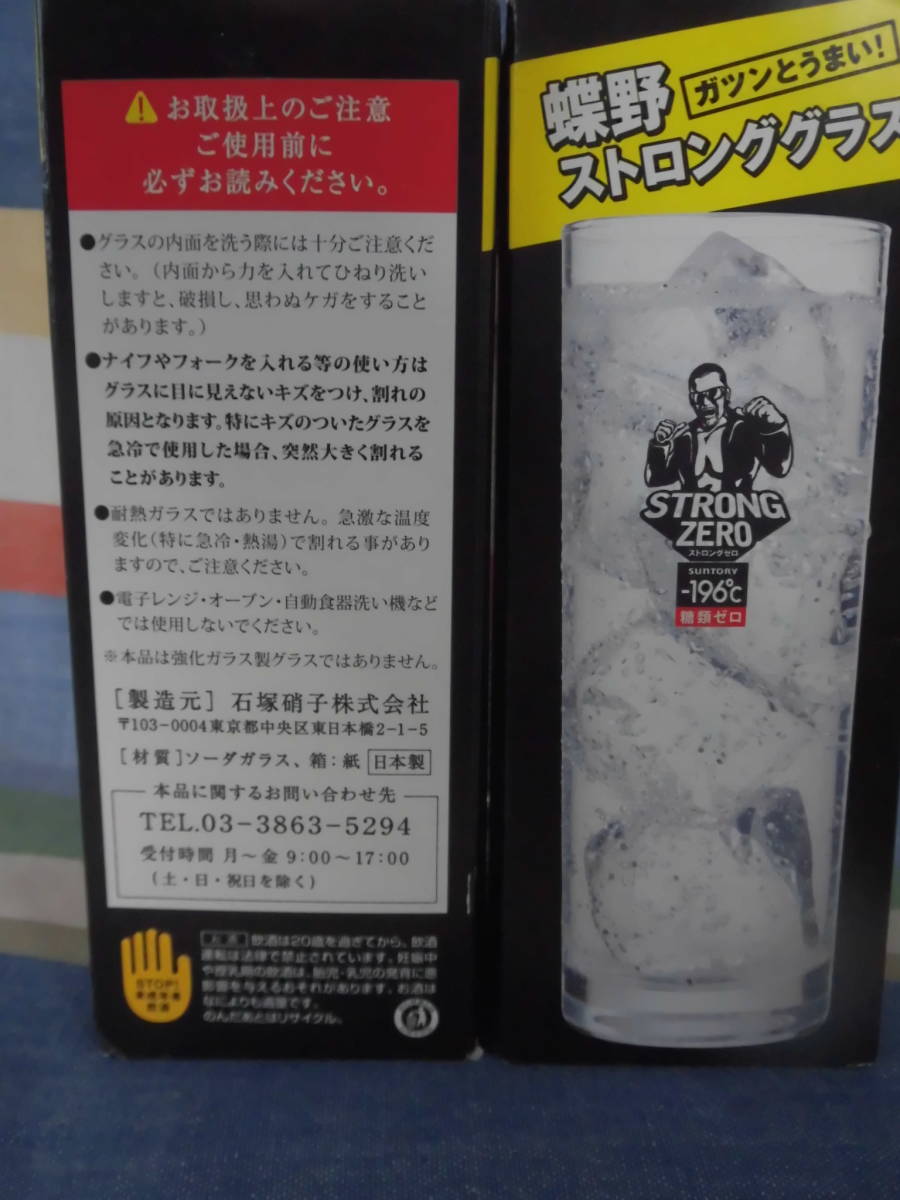 ⚠お取扱上のご注意
ご使用前に
必ずお読みください。
●グラスの内面を洗う際には十分ご注意くだ
さい。(内面から力を入れてひねり洗い
しますと、破損し、思わぬケガをすること
があります。)
●ナイフやフォークを入れる等の使い方は
グラスに目に見えないキズをつけ、割れの
原因となります。特にキズのついたグラスを
急冷で使用した場合、突然大きく割れる
ことがあります。
●耐熱ガラスではありません。急激な温度
変化(特に急冷・熱湯)で割れる事があり
ますので、ご注意ください。
●電子レンジ・オーブン・自動食器洗い機など
では使用しないでください。
※本品は強化ガラス製グラスではありません。
[製造元] 石塚硝子株式会社
〒103-0004東京都中央区東日本橋2-1-5
[材質]ソーダガラス、箱:紙 日本製
本品に関するお問い合わせ先
TEL.03-3863-5294
受付時間 月〜金 9:00〜17:00
(土・日・祝日を除く)
STOP!
未成年者
飲酒
お酒 飲酒は20歳を過ぎてから。飲酒
運転は法律で禁止されています。妊娠中
や授乳期の飲酒は、胎児・乳児の発育に悪
影響を与えるおそれがあります。お酒は
なによりも適量です。
のんだあとはリサイクル。
蝶野 ガツンとうまい!
ストロンググラス
STRONG
ZERO
ストロングゼロ
SUNTORY
-196℃
糖類ゼロ